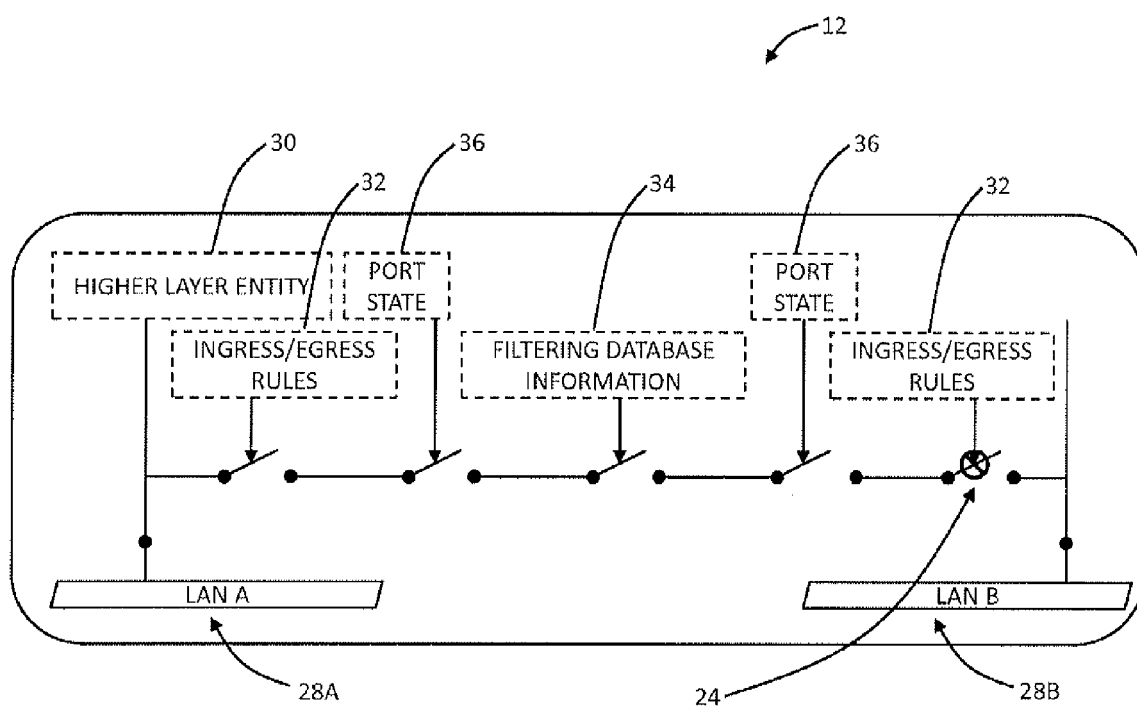 12
30
36
36
32
34
32
HIGHER LAYER ENTITY
PORT
STATE
PORT
STATE
INGRESS/EGRESS
RULES
FILTERING DATABASE
INFORMATION
INGRESS/EGRESS
RULES
LAN A
LAN B
28A
24
28B